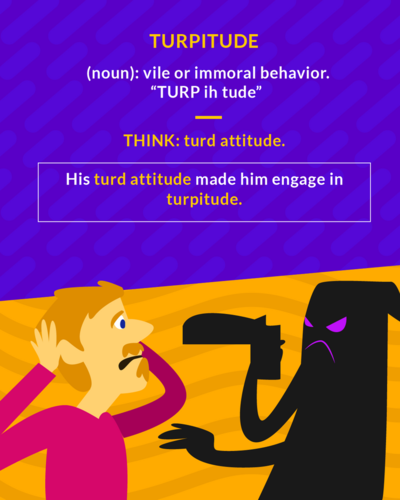 TURPITUDE
(noun): vile or immoral behavior.
“TURP ih tude”
THINK: turd attitude.
His turd attitude made him engage in
turpitude.